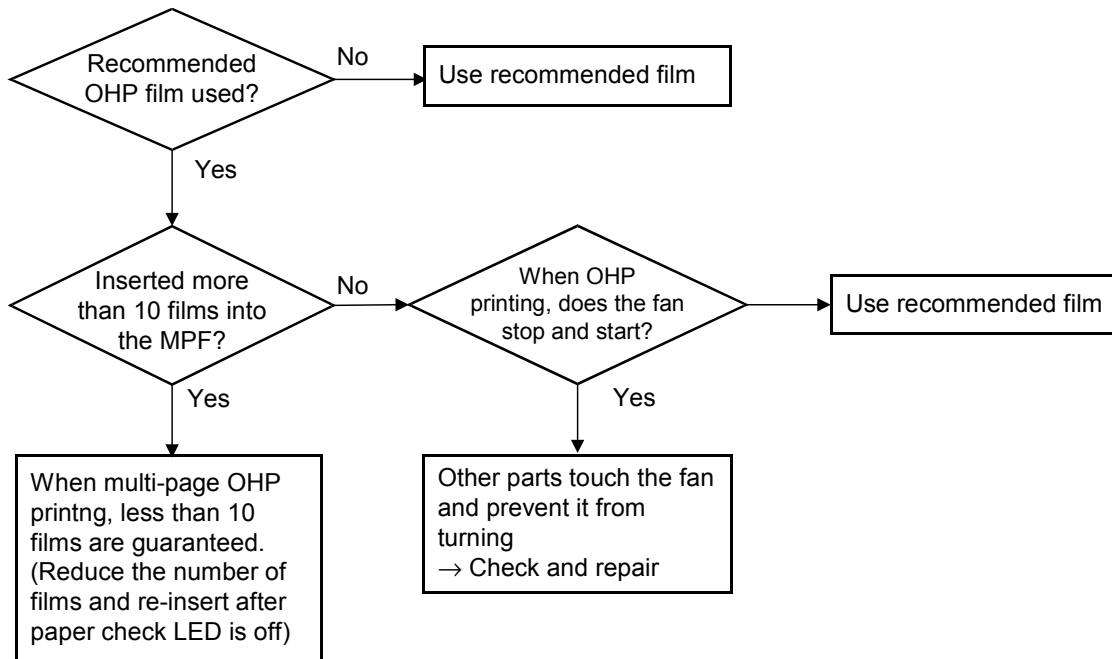 Recommended
OHP film used?
No
Use recommended film
Yes
Inserted more
than 10 films into
the MPF?
No
When OHP
printing, does the fan
stop and start?
Use recommended film
Yes
Yes
When multi-page OHP
printng, less than 10
films are guaranteed.
(Reduce the number of
films and re-insert after
paper check LED is off)
Other parts touch the fan
and prevent it from
turning
→ Check and repair